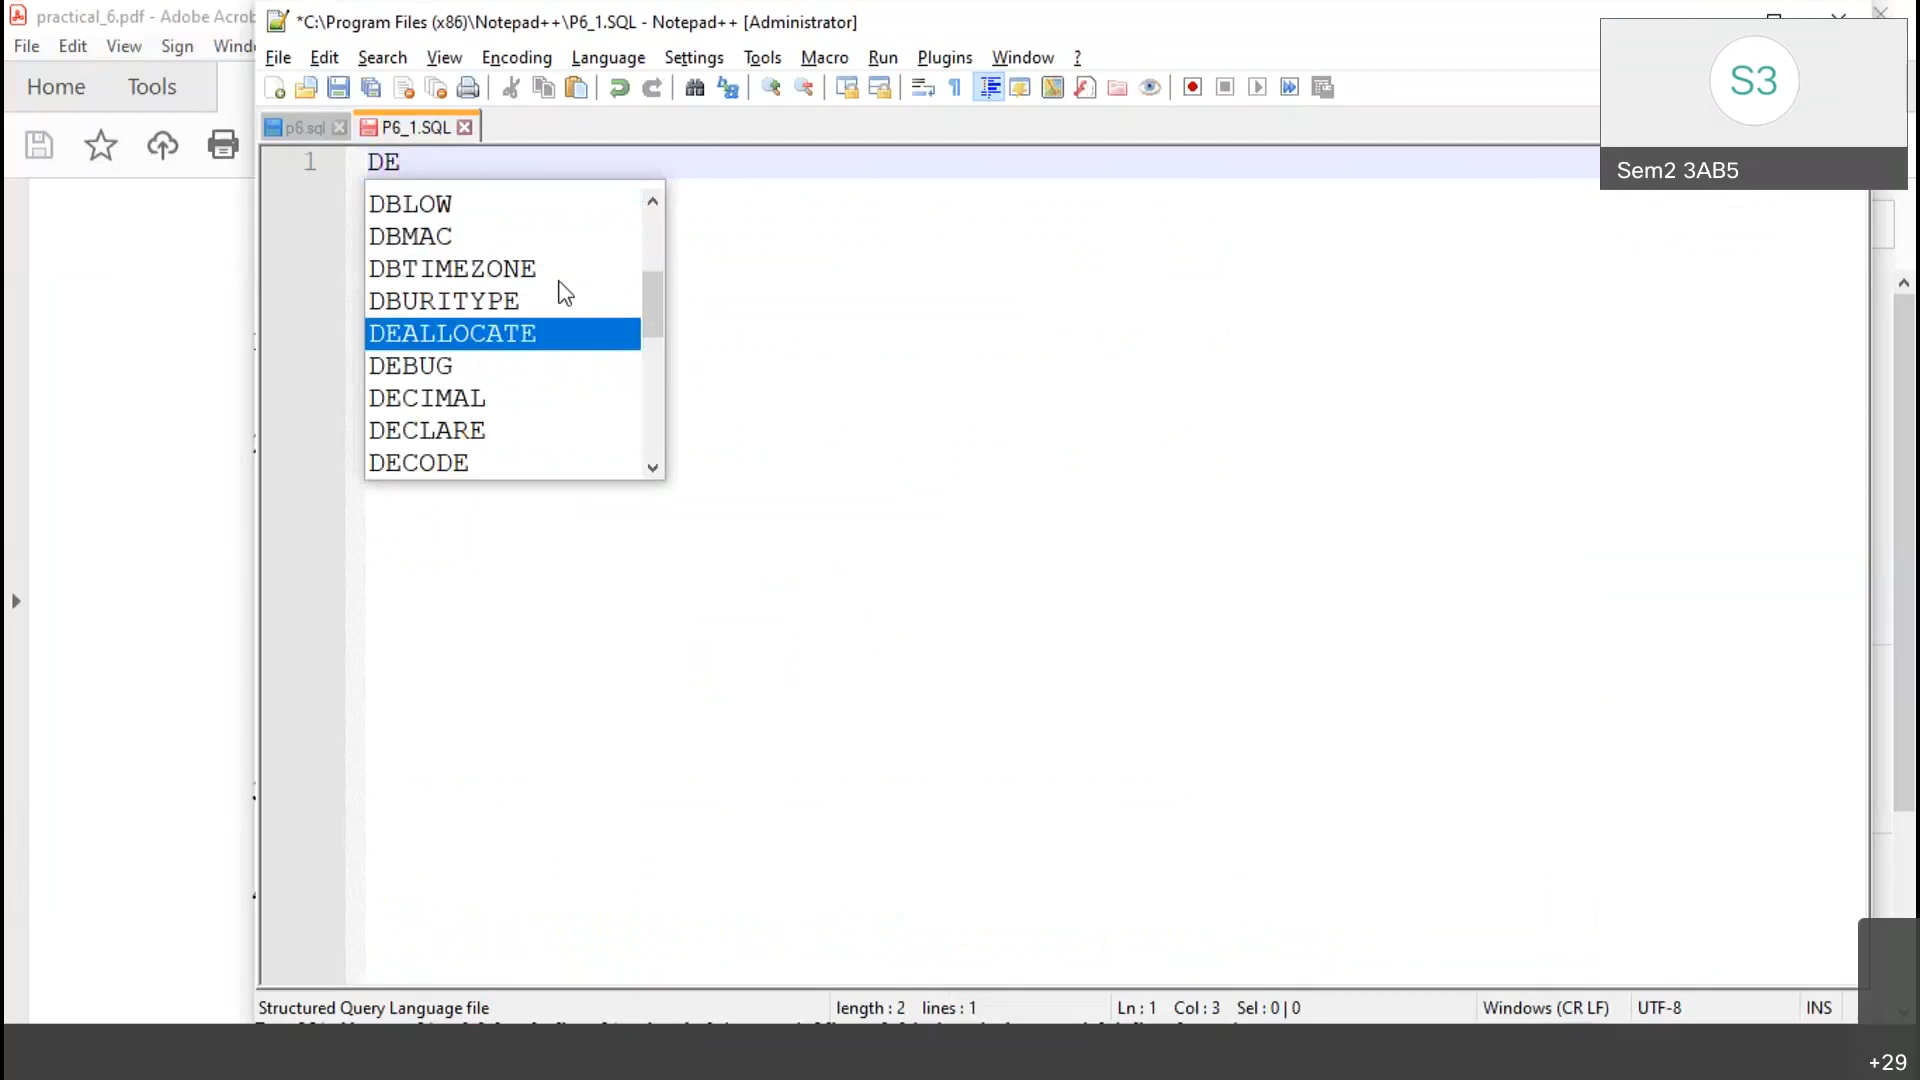 practical_6.pdf - Adobe Acrob
File Edit View Sign Wind
Home Tools
*C:\Program Files (x86)\Notepad++\P6_1.SQL - Notepad++ [Administrator]
File Edit Search View Encoding Language Settings Tools Macro Run Plugins Window ?
p6.sql P6_1.SQL
1 DE
DBLOW
DBMAC
DBTIMEZONE
DBURITYPE
DEALLOCATE
DEBUG
DECIMAL
DECLARE
DECODE
S3
Sem2 3AB5
Structured Query Language file length : 2 lines : 1 Ln : 1 Col : 3 Sel : 0 | 0 Windows (CR LF) UTF-8 INS
+29